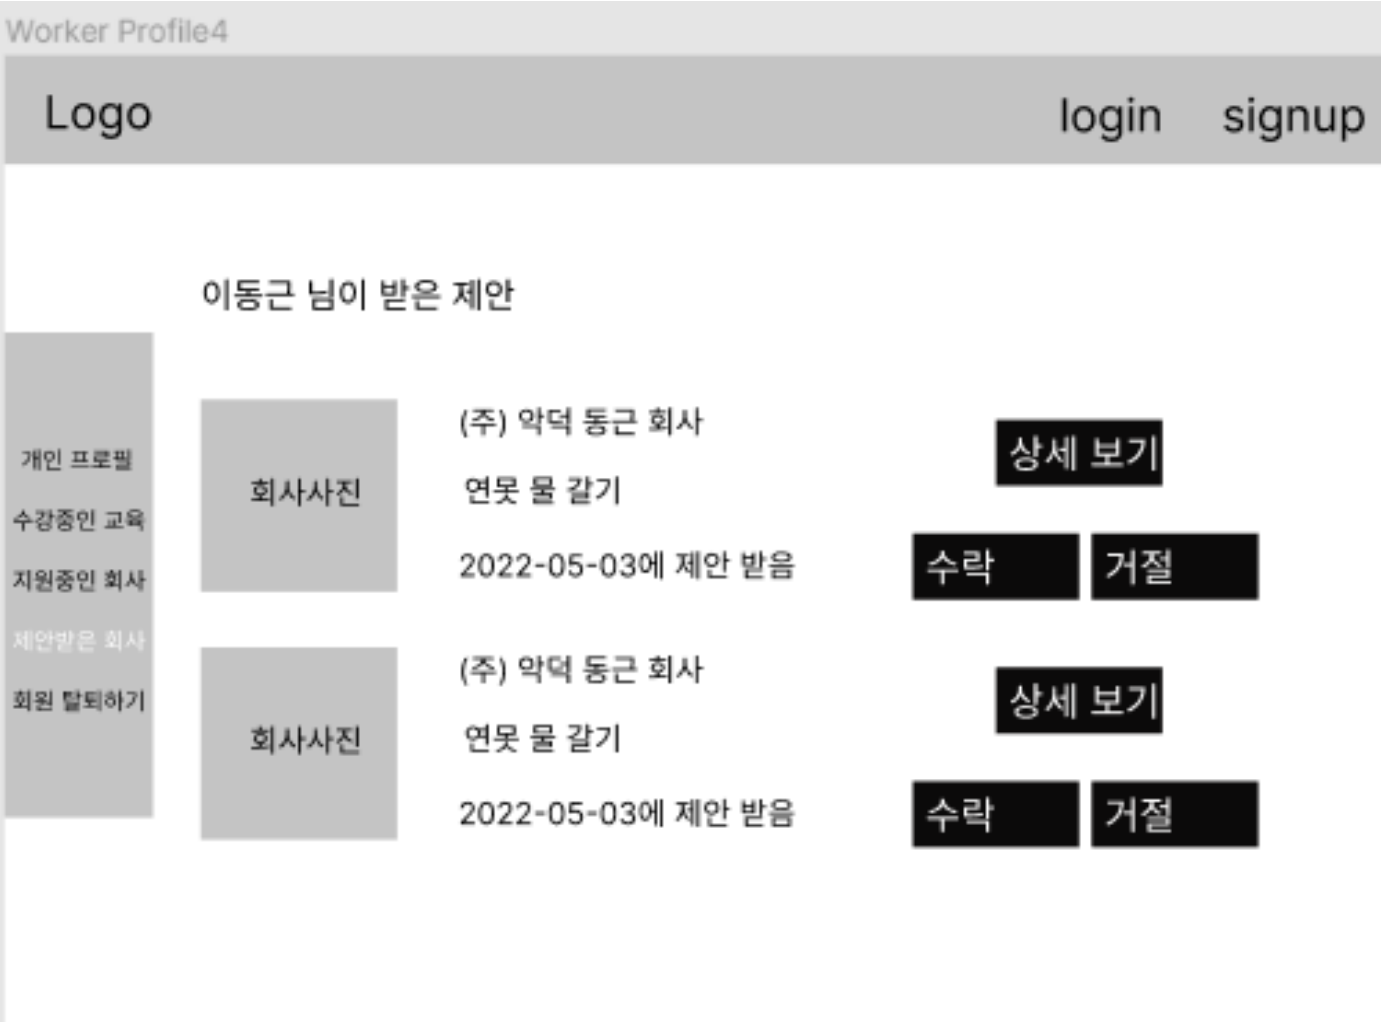 Worker Profile4
Logo
login signup
이동근 님이 받은 제안
개인 프로필
수강중인 교육
지원중인 회사
제안받은 회사
회원 탈퇴하기
회사사진
(주) 악덕 동근 회사
연못 물 갈기
2022-05-03에 제안 받음
상세 보기
수락 거절
회사사진
(주) 악덕 동근 회사
연못 물 갈기
2022-05-03에 제안 받음
상세 보기
수락 거절